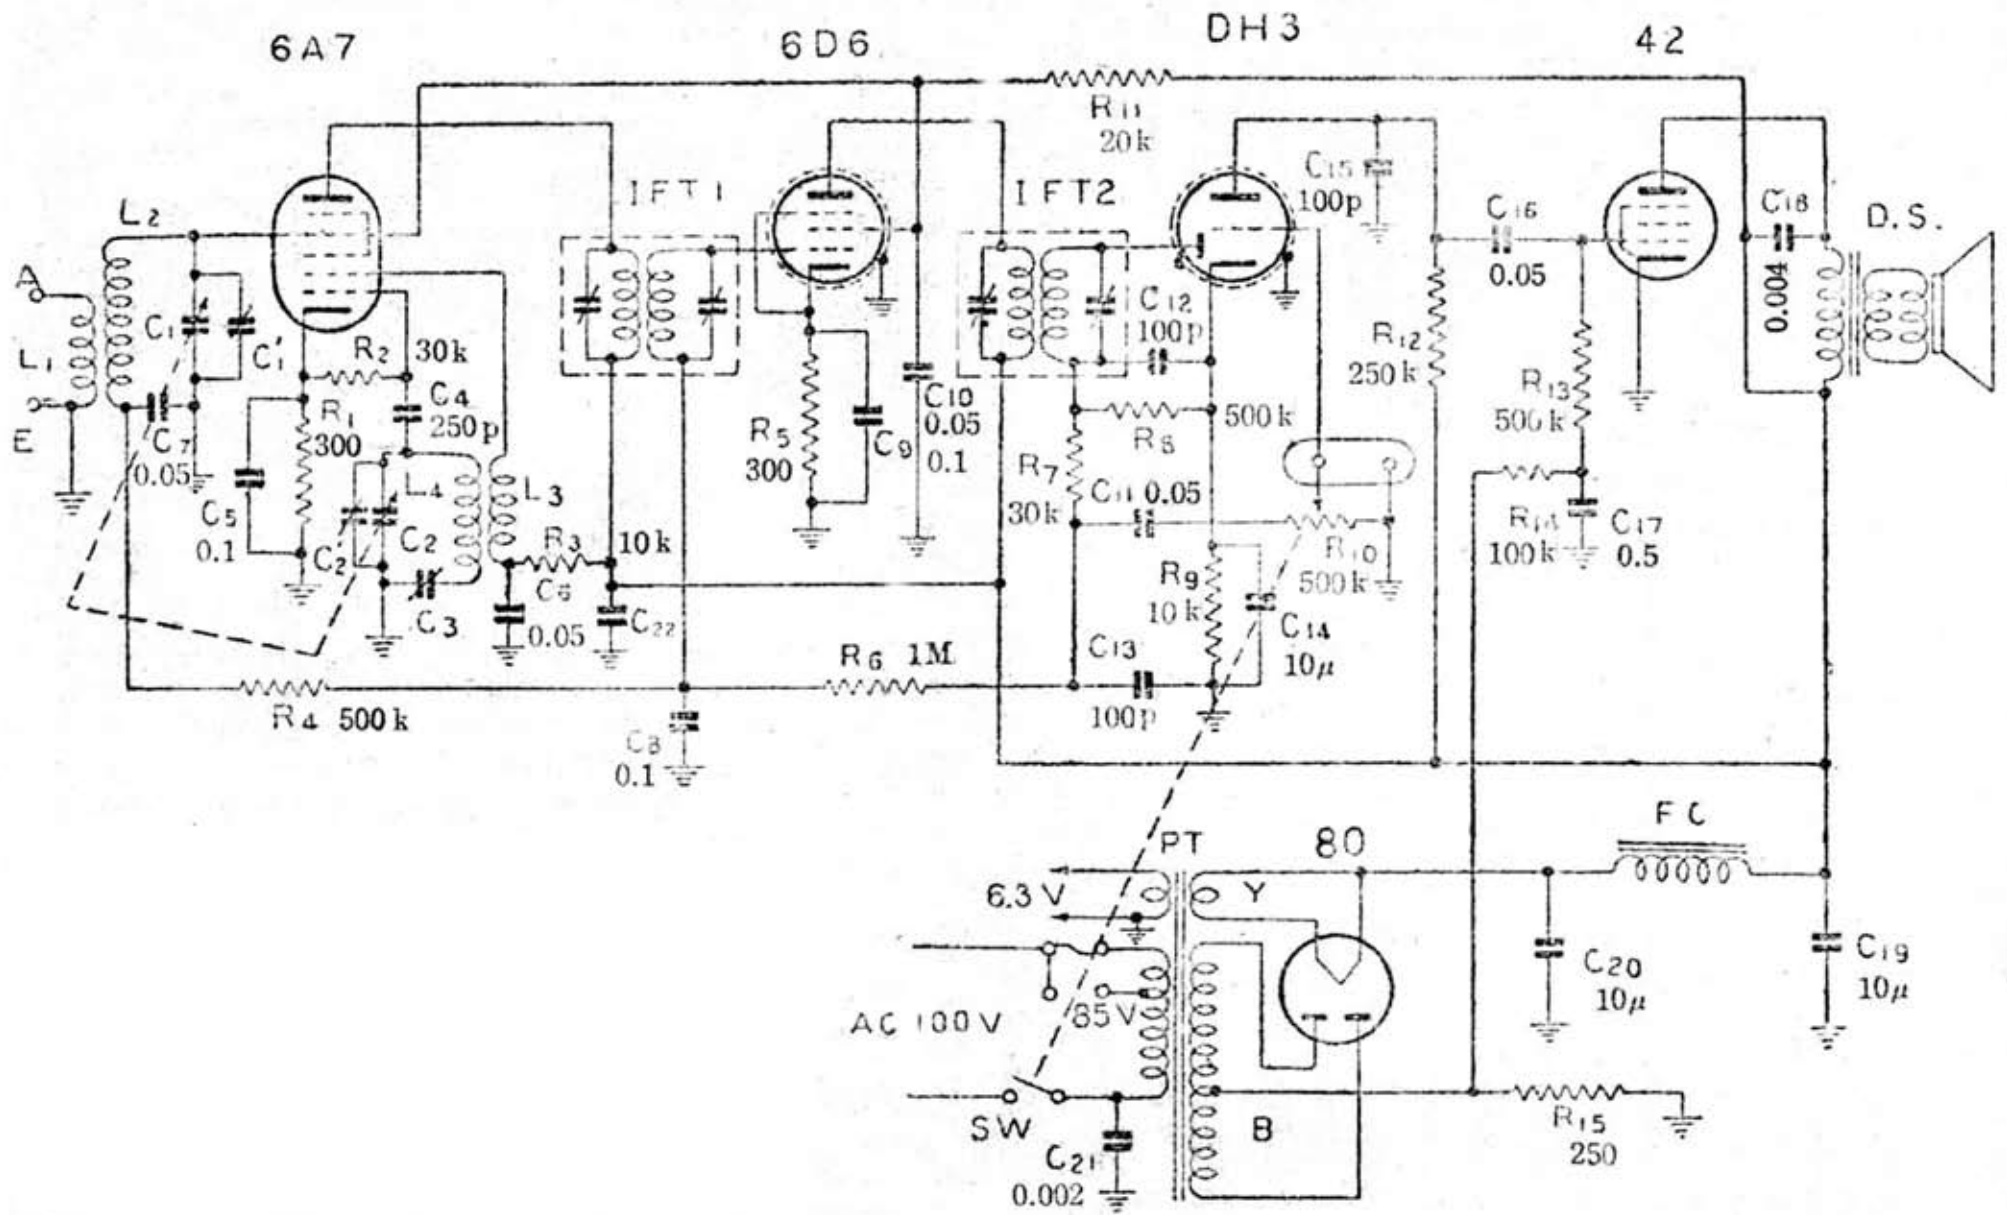 6A7
6D6
DH3
42
R11
20k
L2
IFT1
IFT2
C15
100p
C16
0.05
C18
0.004
D.S.
A
L1
E
C1
C1'
R2
30k
C4
250p
R1
300
C7
0.05
C5
0.1
C2'
C2
L4
L3
C3
R3
10k
C6
0.05
C22
R5
300
C9
C10
0.05
0.1
C12
100p
R8
500k
R7
30k
C11 0.05
R12
250k
R13
500k
R14
100k
C17
0.5
R10
500k
R9
10k
C14
10μ
C13
100p
R6 1M
R4 500k
C8
0.1
PT
80
FC
6.3V
Y
AC 100V
85V
SW
C21
0.002
B
R15
250
C20
10μ
C19
10μ